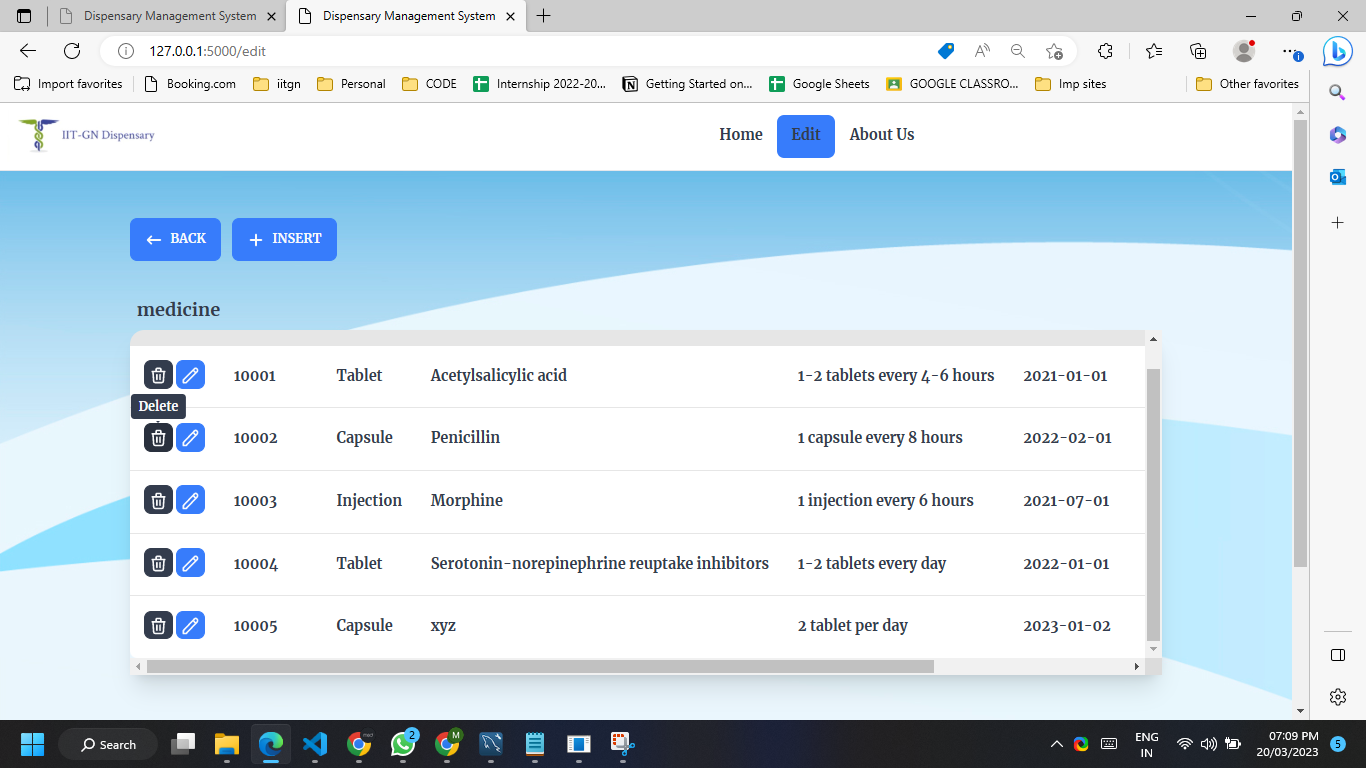 Dispensary Management System
Dispensary Management System
127.0.0.1:5000/edit
Import favorites
Booking.com
iitgn
Personal
CODE
Internship 2022-20...
Getting Started on...
Google Sheets
GOOGLE CLASSRO...
Imp sites
Other favorites
IIT-GN Dispensary
Home
Edit
About Us
BACK
INSERT
medicine
10001 Tablet Acetylsalicylic acid 1-2 tablets every 4-6 hours 2021-01-01
Delete
10002 Capsule Penicillin 1 capsule every 8 hours 2022-02-01
10003 Injection Morphine 1 injection every 6 hours 2021-07-01
10004 Tablet Serotonin-norepinephrine reuptake inhibitors 1-2 tablets every day 2022-01-01
10005 Capsule xyz 2 tablet per day 2023-01-02
Search
2
M
ENG
IN
07:09 PM
20/03/2023
5